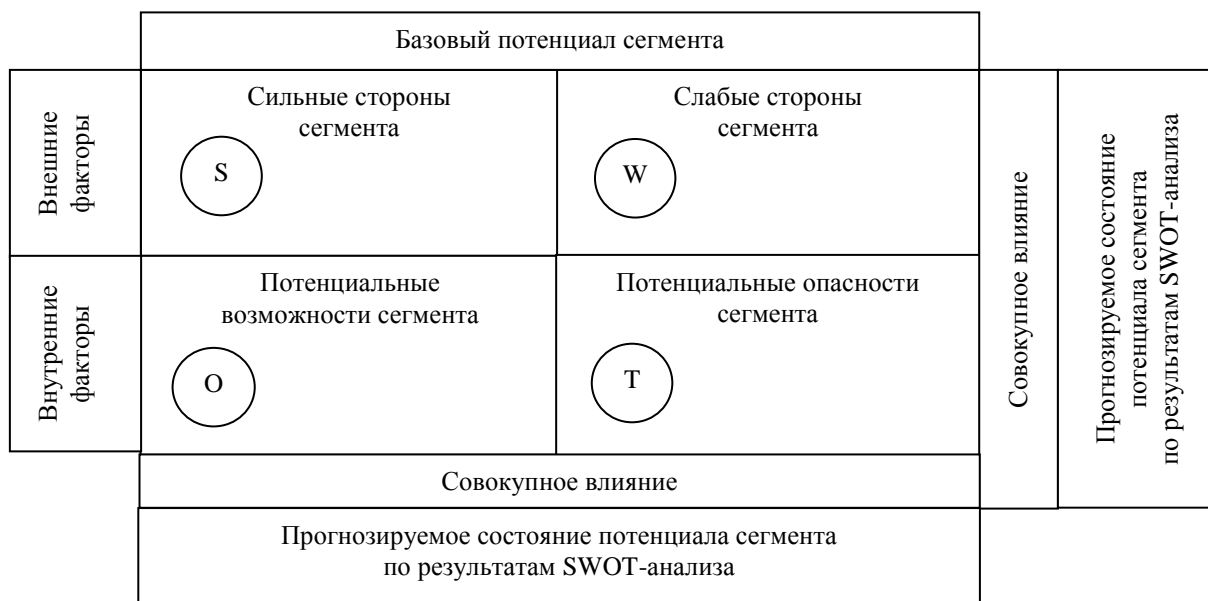 Базовый потенциал сегмента
Внешние
факторы
Сильные стороны
сегмента
S
Слабые стороны
сегмента
W
Внутренние
факторы
Потенциальные
возможности сегмента
O
Потенциальные опасности
сегмента
T
Совокупное влияние
Прогнозируемое состояние
потенциала сегмента
по результатам SWOT-анализа
Совокупное влияние
Прогнозируемое состояние потенциала сегмента
по результатам SWOT-анализа